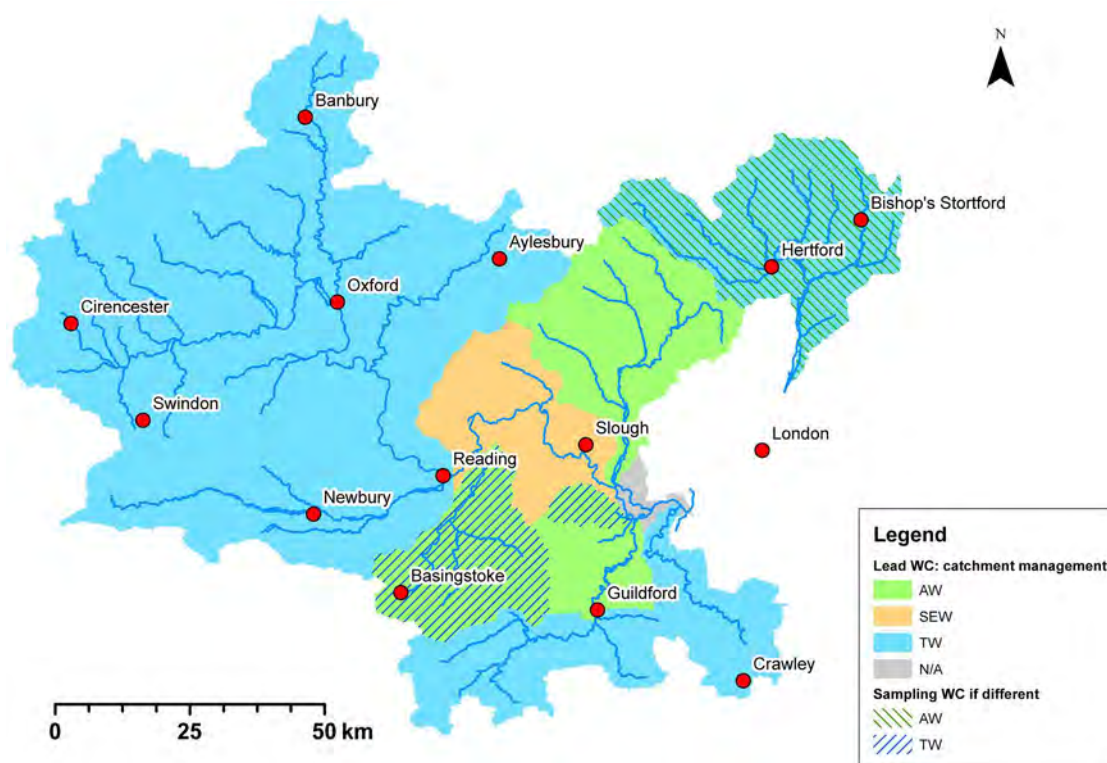 N
Banbury
Bishop's Stortford
Aylesbury
Hertford
Oxford
Cirencester
Swindon
Slough
London
Reading
Newbury
Basingstoke
Guildford
Crawley
0 25 50 km
Legend
Lead WC: catchment management
AW
SEW
TW
N/A
Sampling WC if different
AW
TW